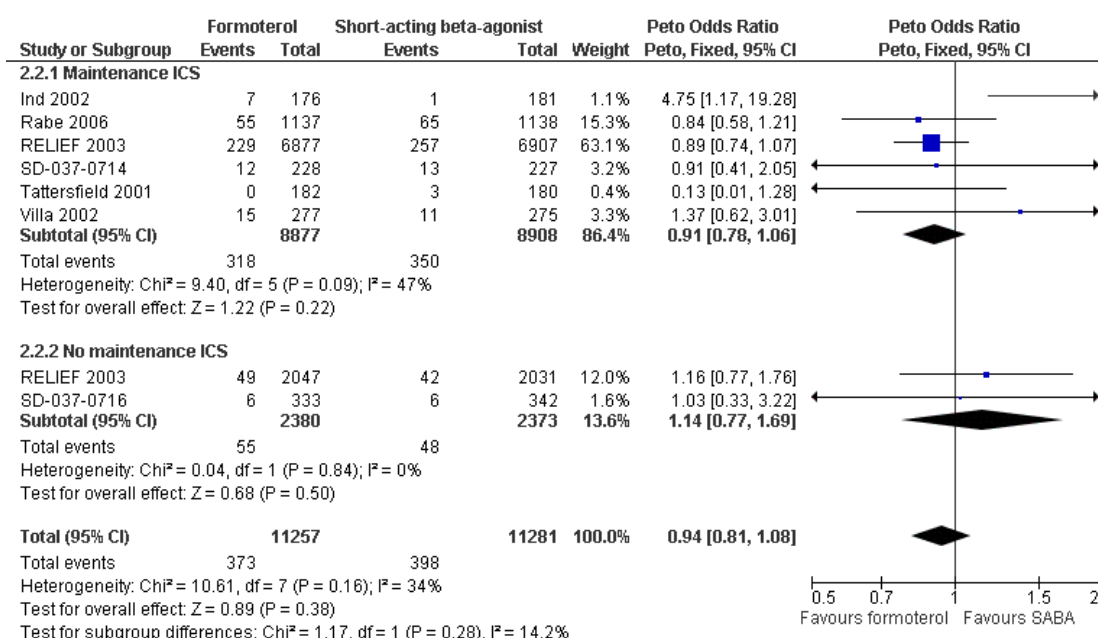 Formoterol Short-acting beta-agonist Peto Odds Ratio Peto Odds Ratio
Study or Subgroup Events Total Events Total Weight Peto, Fixed, 95% CI Peto, Fixed, 95% CI
2.2.1 Maintenance ICS
Ind 2002 7 176 1 181 1.1% 4.75 [1.17, 19.28]
Rabe 2006 55 1137 65 1138 15.3% 0.84 [0.58, 1.21]
RELIEF 2003 229 6877 257 6907 63.1% 0.89 [0.74, 1.07]
SD-037-0714 12 228 13 227 3.2% 0.91 [0.41, 2.05]
Tattersfield 2001 0 182 3 180 0.4% 0.13 [0.01, 1.28]
Villa 2002 15 277 11 275 3.3% 1.37 [0.62, 3.01]
Subtotal (95% CI) 8877 8908 86.4% 0.91 [0.78, 1.06]
Total events 318 350
Heterogeneity: Chi² = 9.40, df = 5 (P = 0.09); I² = 47%
Test for overall effect: Z = 1.22 (P = 0.22)
2.2.2 No maintenance ICS
RELIEF 2003 49 2047 42 2031 12.0% 1.16 [0.77, 1.76]
SD-037-0716 6 333 6 342 1.6% 1.03 [0.33, 3.22]
Subtotal (95% CI) 2380 2373 13.6% 1.14 [0.77, 1.69]
Total events 55 48
Heterogeneity: Chi² = 0.04, df = 1 (P = 0.84); I² = 0%
Test for overall effect: Z = 0.68 (P = 0.50)
Total (95% CI) 11257 11281 100.0% 0.94 [0.81, 1.08]
Total events 373 398
Heterogeneity: Chi² = 10.61, df = 7 (P = 0.16); I² = 34%
Test for overall effect: Z = 0.89 (P = 0.38)
Test for subgroup differences: Chi² = 1.17, df = 1 (P = 0.28), I² = 14.2%
0.5 0.7 1 1.5 2
Favours formoterol Favours SABA